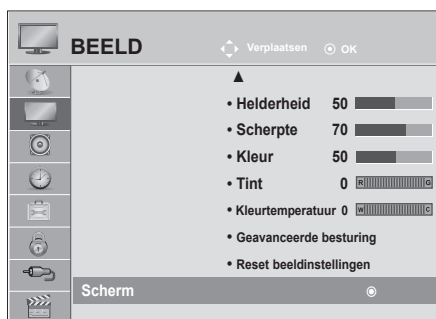 BEELD Verplaatsen OK
• Helderheid 50
• Scherpte 70
• Kleur 50
• Tint 0 R G
• Kleurtemperatuur 0 W C
• Geavanceerde besturing
• Reset beeldinstellingen
Scherm